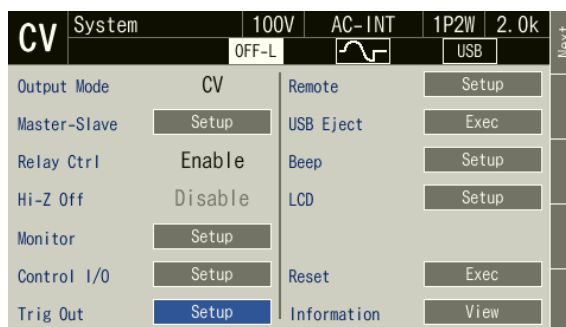 CV System 100V AC-INT 1P2W 2.0k
OFF-L USB
Next
Output Mode CV
Master-Slave Setup
Relay Ctrl Enable
Hi-Z Off Disable
Monitor Setup
Control I/O Setup
Trig Out Setup
Remote Setup
USB Eject Exec
Beep Setup
LCD Setup
Reset Exec
Information View